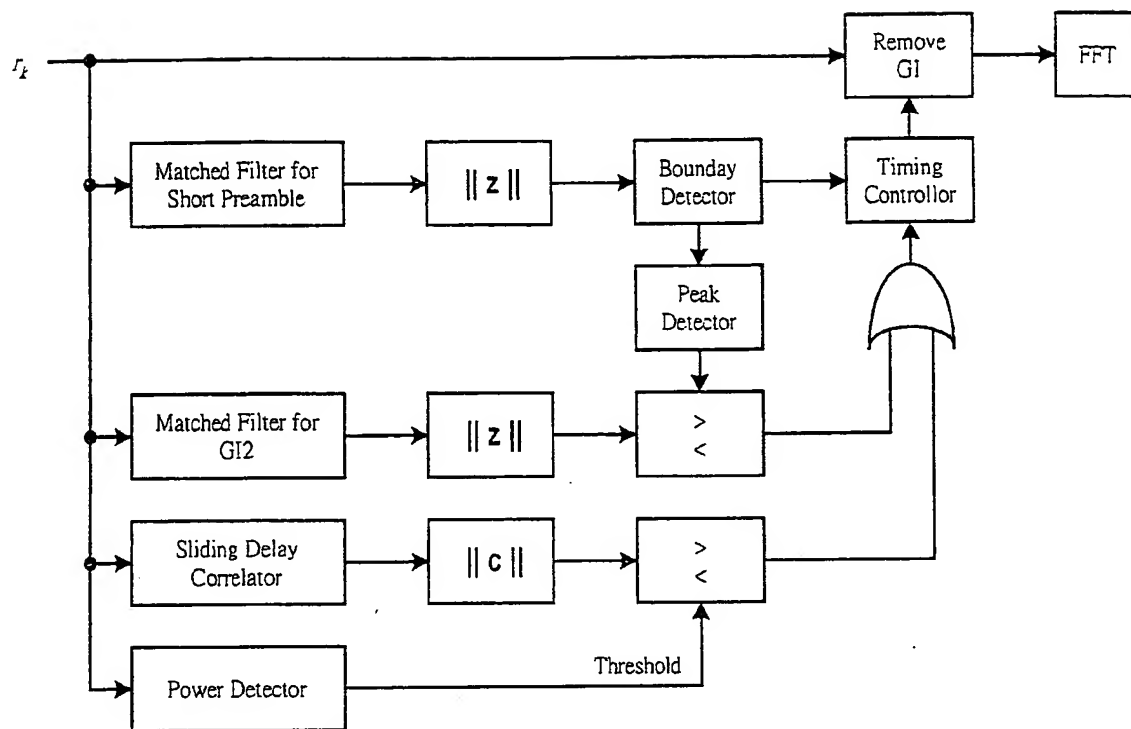 r_k
Remove
GI
FFT
Matched Filter for
Short Preamble
|| z ||
Bounday
Detector
Timing
Controllor
Peak
Detector
Matched Filter for
GI2
|| z ||
>
<
Sliding Delay
Correlator
|| c ||
>
<
Power Detector
Threshold